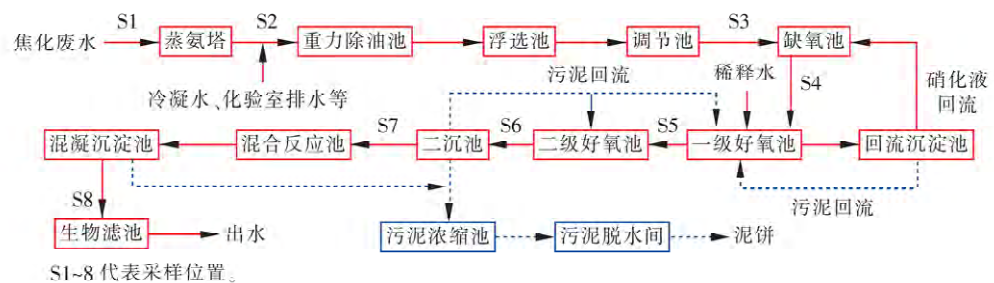 S1
S2
S3
焦化废水
蒸氨塔
重力除油池
浮选池
调节池
缺氧池
冷凝水、化验室排水等
污泥回流
稀释水
S4
硝化液
回流
混凝沉淀池
混合反应池
S7
二沉池
S6
二级好氧池
S5
一级好氧池
回流沉淀池
S8
污泥回流
生物滤池
出水
污泥浓缩池
污泥脱水间
泥饼
S1~8 代表采样位置。